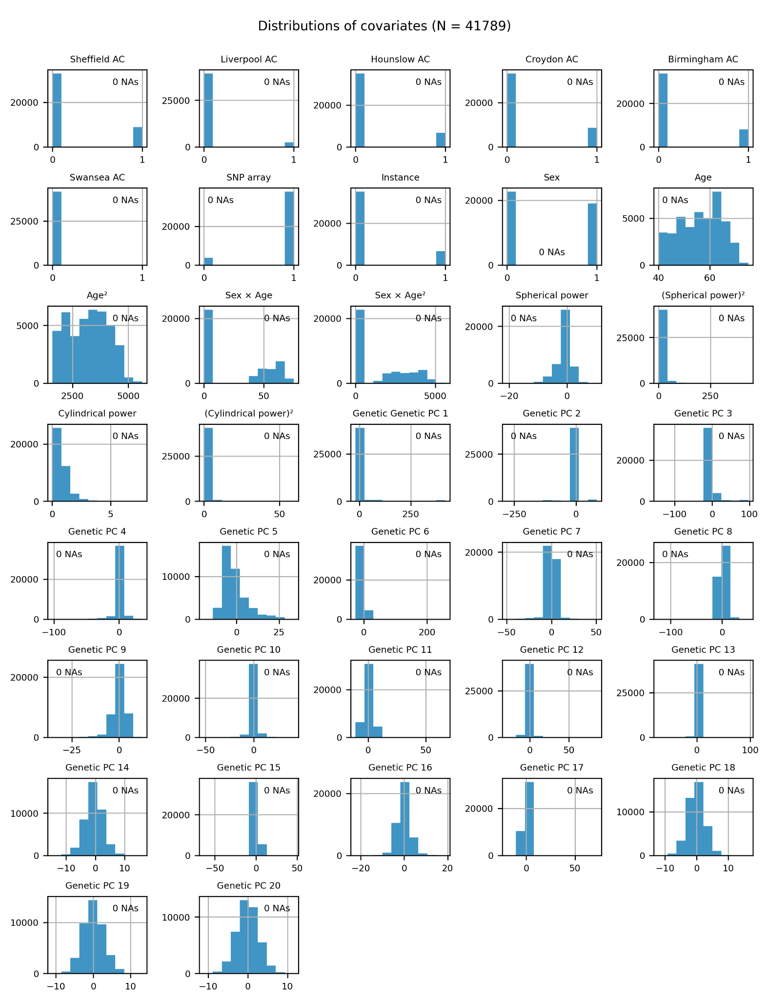 Distributions of covariates (N = 41789)
Sheffield AC
0 NAs
20000
0
0 1
Liverpool AC
0 NAs
25000
0
0 1
Hounslow AC
0 NAs
20000
0
0 1
Croydon AC
0 NAs
20000
0
0 1
Birmingham AC
0 NAs
20000
0
0 1
Swansea AC
0 NAs
25000
0
0 1
SNP array
0 NAs
20000
0
0 1
Instance
0 NAs
20000
0
0 1
Sex
20000
0 NAs
0
0 1
Age
0 NAs
5000
0
40 60
Age²
0 NAs
5000
0
2500 5000
Sex × Age
0 NAs
20000
0
0 50
Sex × Age²
0 NAs
20000
0
0 5000
Spherical power
0 NAs
20000
0
−20 0
(Spherical power)²
0 NAs
25000
0
0 250
Cylindrical power
0 NAs
20000
0
0 5
(Cylindrical power)²
0 NAs
25000
0
0 50
Genetic Genetic PC 1
0 NAs
25000
0
0 250
Genetic PC 2
0 NAs
25000
0
−250 0
Genetic PC 3
0 NAs
20000
0
−100 0 100
Genetic PC 4
0 NAs
20000
0
−100 0
Genetic PC 5
0 NAs
10000
0
0 25
Genetic PC 6
0 NAs
20000
0
0 200
Genetic PC 7
20000
0 NAs
0
−50 0 50
Genetic PC 8
0 NAs
20000
0
−100 0
Genetic PC 9
0 NAs
20000
0
−25 0
Genetic PC 10
0 NAs
20000
0
−50 0
Genetic PC 11
0 NAs
20000
0
0 50
Genetic PC 12
0 NAs
25000
0
0 50
Genetic PC 13
0 NAs
25000
0
0 100
Genetic PC 14
0 NAs
10000
0
−10 0 10
Genetic PC 15
0 NAs
20000
0
−50 0 50
Genetic PC 16
0 NAs
20000
0
−20 0 20
Genetic PC 17
0 NAs
20000
0
0 50
Genetic PC 18
0 NAs
10000
0
−10 0 10
Genetic PC 19
0 NAs
10000
0
−10 0 10
Genetic PC 20
0 NAs
10000
0
−10 0 10